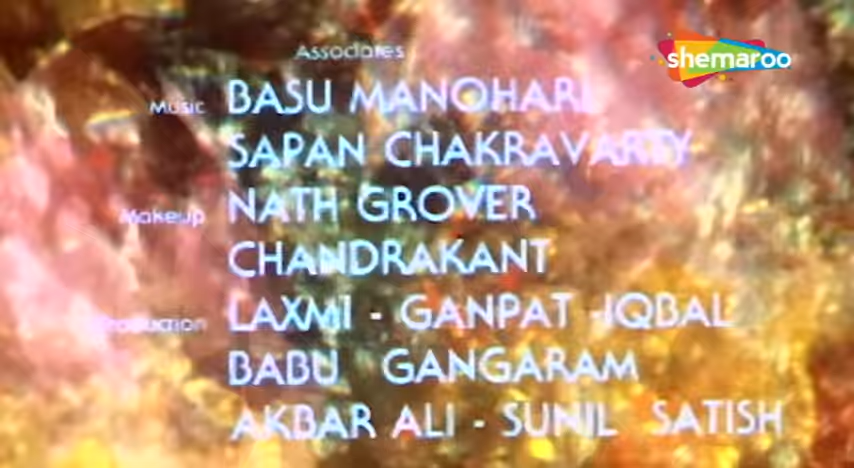 Associates
shemaroo
Music BASU MANOHARI
SAPAN CHAKRAVARTY
Makeup NATH GROVER
CHANDRAKANT
Production LAXMI - GANPAT - IQBAL
BABU GANGARAM
AKBAR ALI - SUNIL SATISH